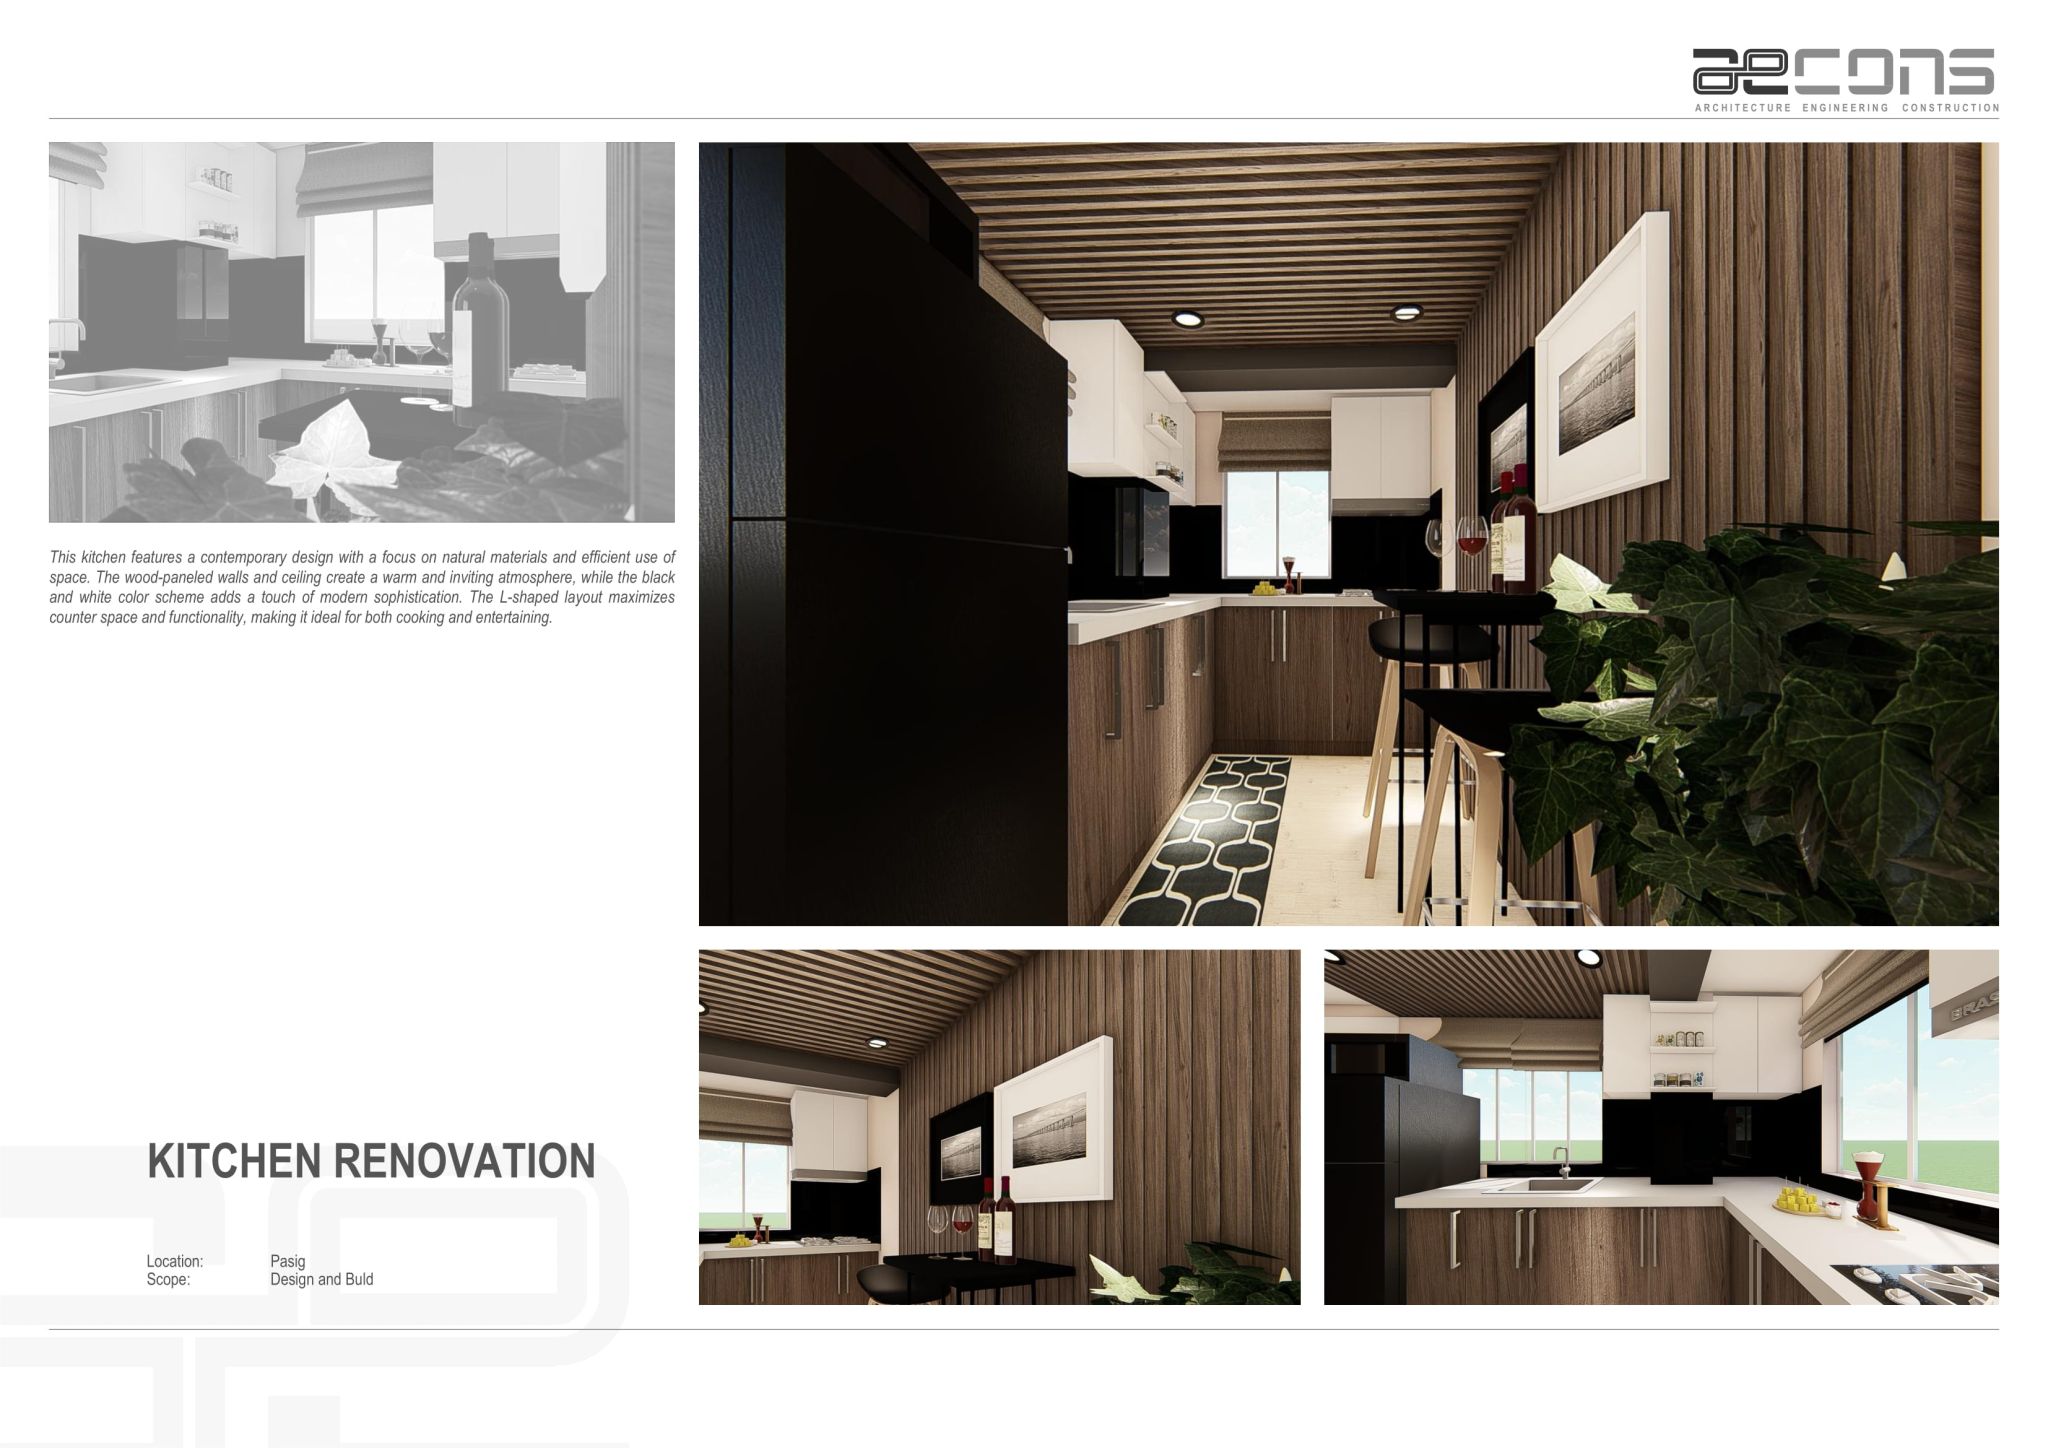 aecons
ARCHITECTURE ENGINEERING CONSTRUCTION
This kitchen features a contemporary design with a focus on natural materials and efficient use of
space. The wood-paneled walls and ceiling create a warm and inviting atmosphere, while the black
and white color scheme adds a touch of modern sophistication. The L-shaped layout maximizes
counter space and functionality, making it ideal for both cooking and entertaining.
KITCHEN RENOVATION
Location: Pasig
Scope: Design and Buld